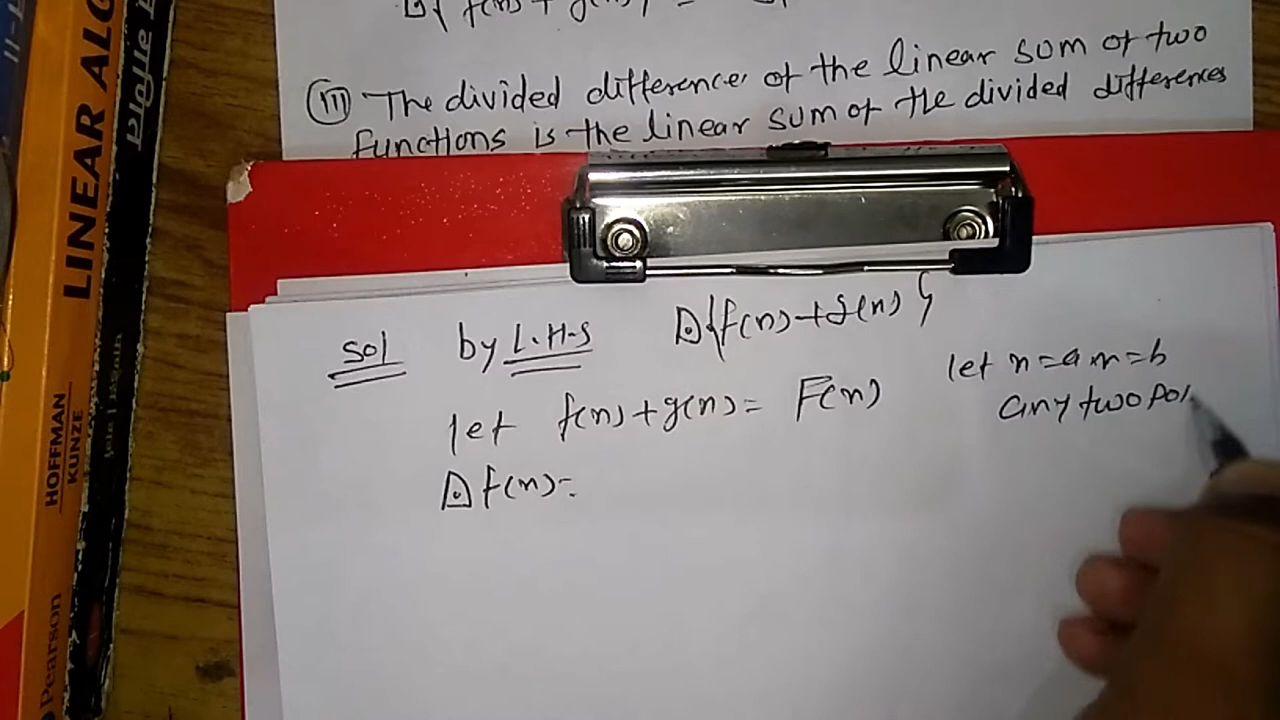 f(n) + g(n)
(III) The divided difference of the linear sum of two
functions is the linear sum of the divided differences
Sol by L.H.S Δ{f(n)+g(n)}
let f(n)+g(n) = F(n)
Δ f(n) =
let n=a n=b
any two poi
LINEAR ALG
HOFFMAN
KUNZE
Pearson